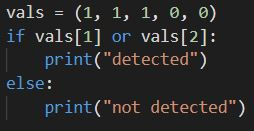 vals = (1, 1, 1, 0, 0)
if vals[1] or vals[2]:
    print("detected")
else:
    print("not detected")